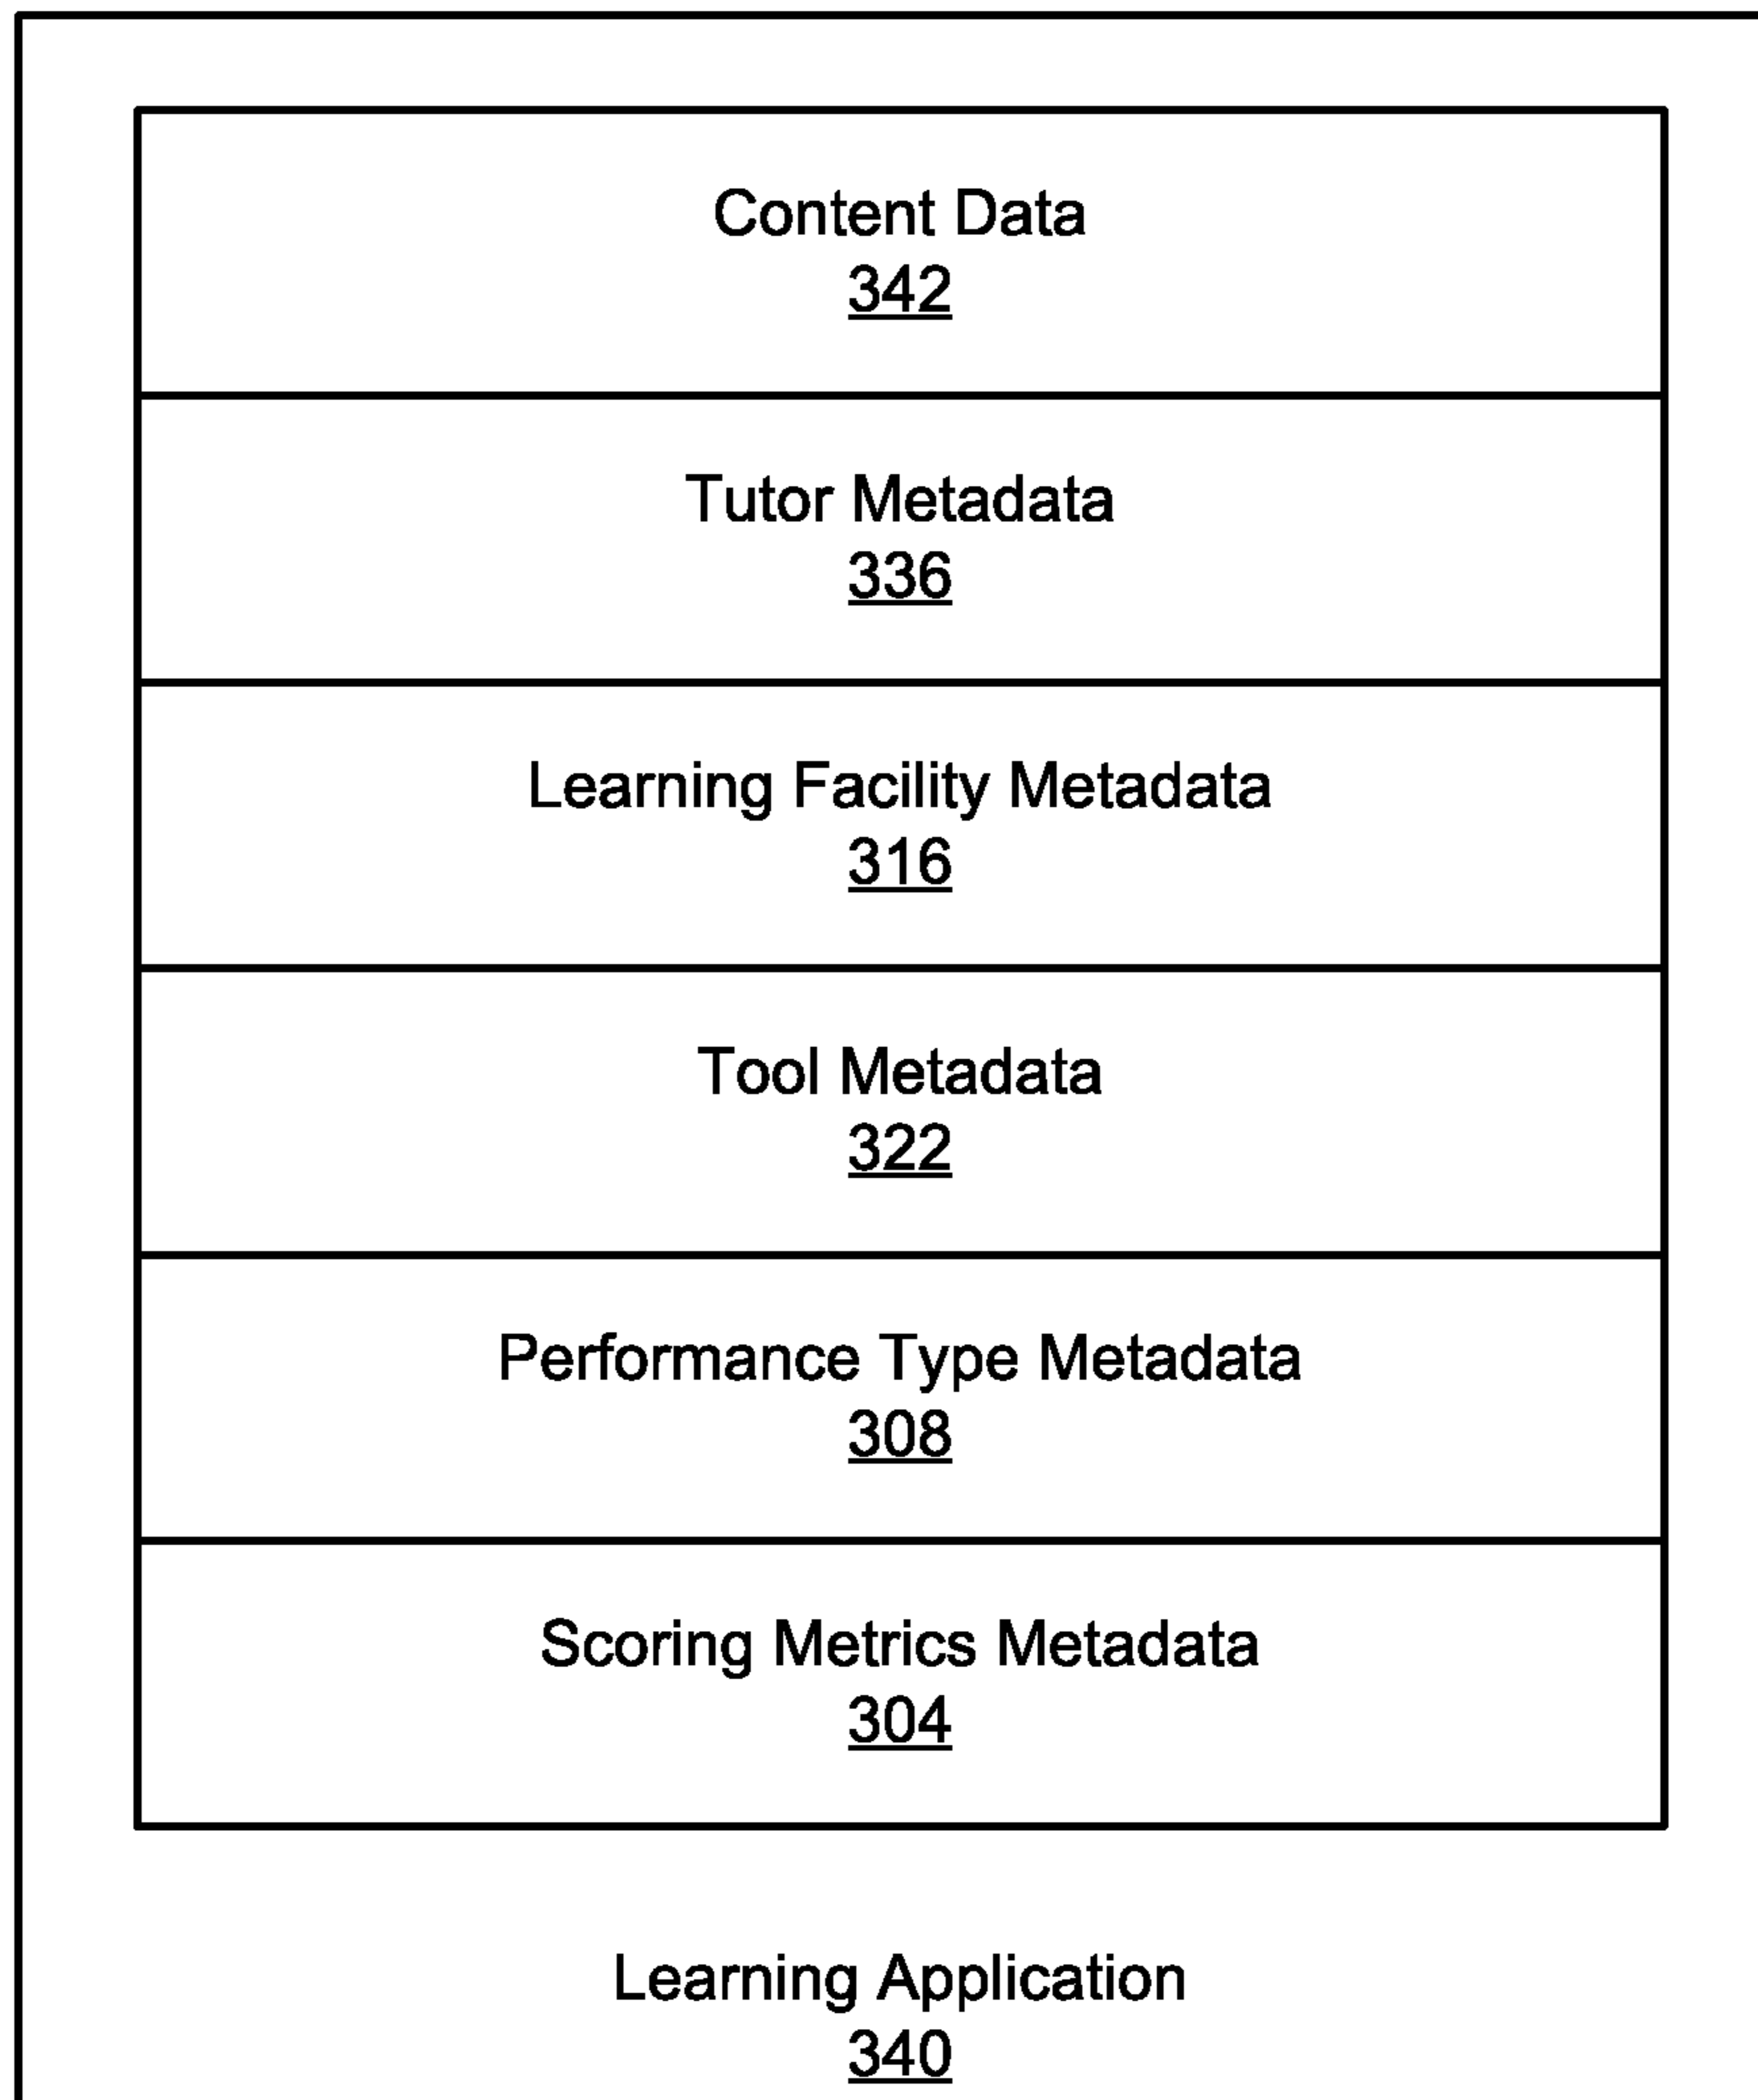 Content Data
342
Tutor Metadata
336
Learning Facility Metadata
316
Tool Metadata
322
Performance Type Metadata
308
Scoring Metrics Metadata
304
Learning Application
340